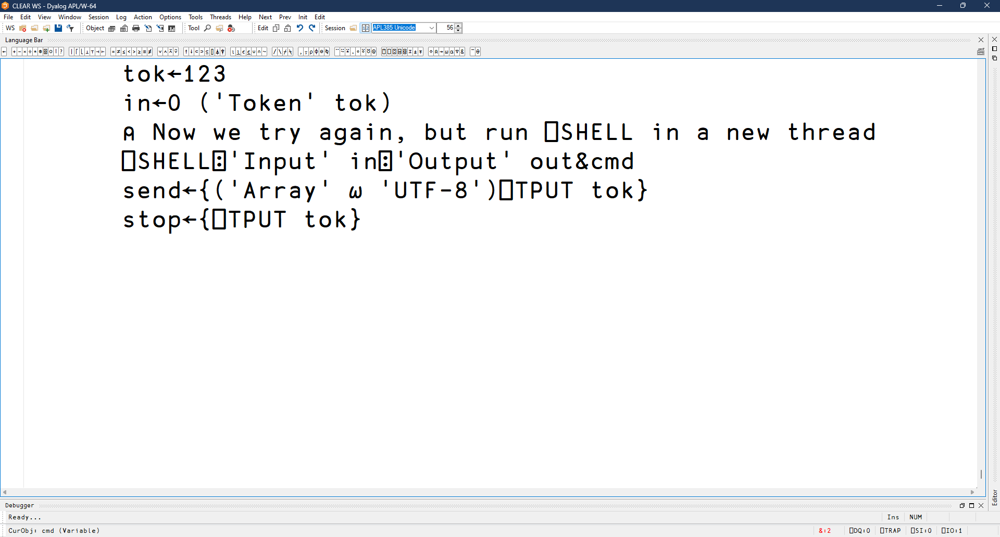 CLEAR WS - Dyalog APL/W-64
File Edit View Window Session Log Action Options Tools Threads Help Next Prev Init Edit
WS Object Tool Edit Session APL385 Unicode 56
Language Bar
tok←123
in←0 ('Token' tok)
⍝ Now we try again, but run ⎕SHELL in a new thread
⎕SHELL⍠'Input' in⍠'Output' out&cmd
send←{('Array' ⍵ 'UTF-8')⎕TPUT tok}
stop←{⎕TPUT tok}
Editor
Debugger
Ready...
Ins NUM
CurObj: cmd (Variable)
&:2 ⎕DQ:0 ⎕TRAP ⎕SI:0 ⎕IO:1